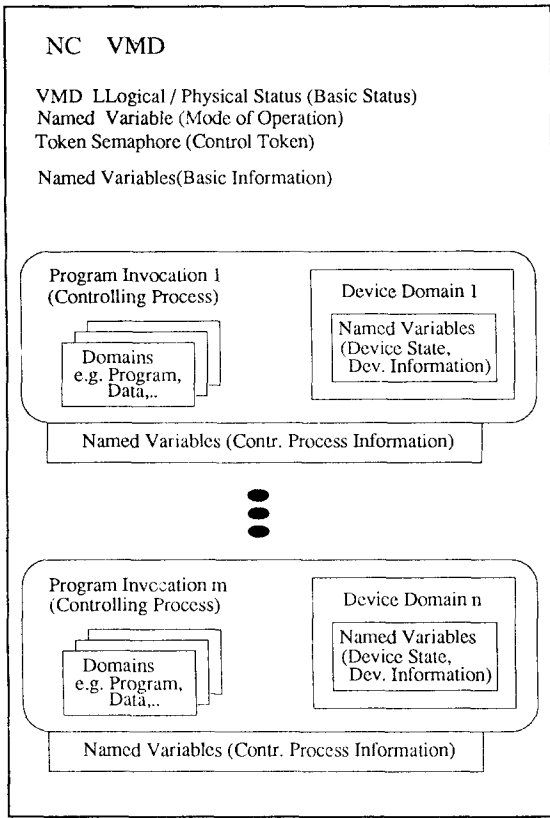 NC VMD
VMD LLogical / Physical Status (Basic Status)
Named Variable (Mode of Operation)
Token Semaphore (Control Token)
Named Variables(Basic Information)
Program Invocation 1
(Controlling Process)
Domains
e.g. Program,
Data,..
Device Domain 1
Named Variables
(Device State,
Dev. Information)
Named Variables (Contr. Process Information)
Program Invocation m
(Controlling Process)
Domains
e.g. Program,
Data,..
Device Domain n
Named Variables
(Device State,
Dev. Information)
Named Variables (Contr. Process Information)